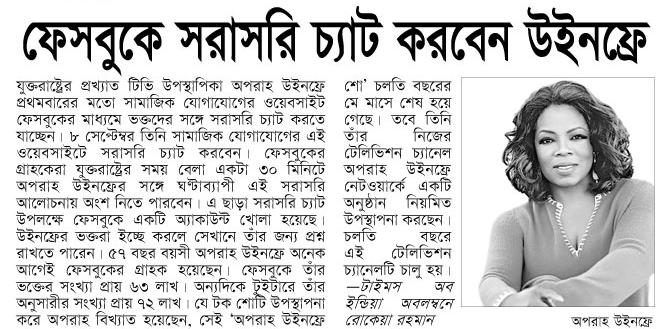 ফেসবুকে সরাসরি চ্যাট করবেন উইনফ্রে
যুক্তরাষ্ট্রের প্রখ্যাত টিভি উপস্থাপিকা অপরাহ উইনফ্রে
প্রথমবারের মতো সামাজিক যোগাযোগের ওয়েবসাইট
ফেসবুকের মাধ্যমে ভক্তদের সঙ্গে সরাসরি চ্যাট করতে
যাচ্ছেন। ৮ সেপ্টেম্বর তিনি সামাজিক যোগাযোগের এই
ওয়েবসাইটে সরাসরি চ্যাট করবেন। ফেসবুকের
গ্রাহকেরা যুক্তরাষ্ট্রের সময় বেলা একটা ৩০ মিনিটে
অপরাহ উইনফ্রের সঙ্গে ঘণ্টাব্যাপী এই সরাসরি
আলোচনায় অংশ নিতে পারবেন। এ ছাড়া সরাসরি চ্যাট
উপলক্ষে ফেসবুকে একটি অ্যাকাউন্ট খোলা হয়েছে।
উইনফ্রের ভক্তরা ইচ্ছে করলে সেখানে তাঁর জন্য প্রশ্ন
রাখতে পারেন। ৫৭ বছর বয়সী অপরাহ উইনফ্রে অনেক
আগেই ফেসবুকের গ্রাহক হয়েছেন। ফেসবুকে তাঁর
ভক্তের সংখ্যা প্রায় ৬৩ লাখ। অন্যদিকে টুইটারে তাঁর
অনুসারীর সংখ্যা প্রায় ৭২ লাখ। যে টক শোটি উপস্থাপনা
করে অপরাহ বিখ্যাত হয়েছেন, সেই ‘অপরাহ উইনফ্রে
শো’ চলতি বছরের
মে মাসে শেষ হয়ে
গেছে। তবে তিনি
তাঁর নিজের
টেলিভিশন চ্যানেল
অপরাহ উইনফ্রে
নেটওয়ার্কে একটি
অনুষ্ঠান নিয়মিত
উপস্থাপনা করছেন।
চলতি বছরে
এই টেলিভিশন
চ্যানেলটি চালু হয়।
—টাইমস অব
ইন্ডিয়া অবলম্বনে
রোকেয়া রহমান
অপরাহ উইনফ্রে